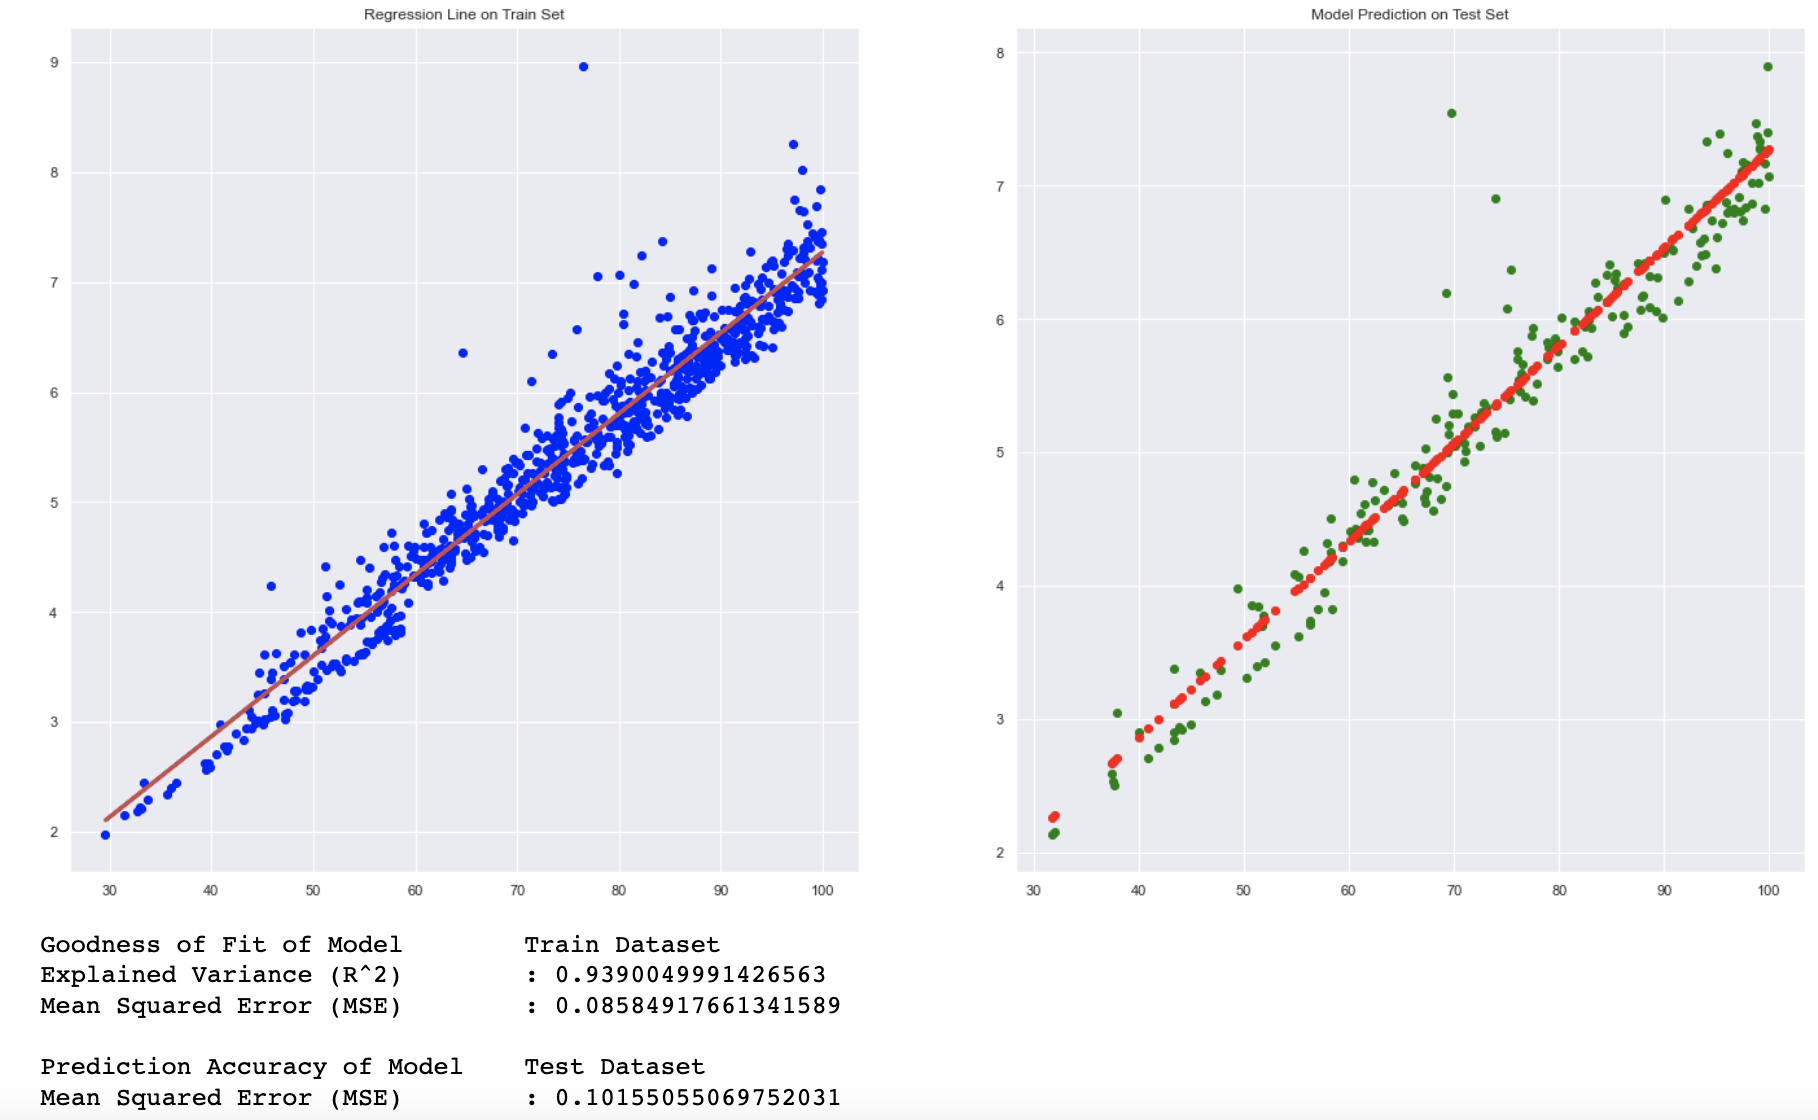 Regression Line on Train Set
9
8
7
6
5
4
3
2
30 40 50 60 70 80 90 100
Model Prediction on Test Set
8
7
6
5
4
3
2
30 40 50 60 70 80 90 100
Goodness of Fit of Model Train Dataset
Explained Variance (R^2) : 0.9390049991426563
Mean Squared Error (MSE) : 0.08584917661341589
Prediction Accuracy of Model Test Dataset
Mean Squared Error (MSE) : 0.10155055069752031